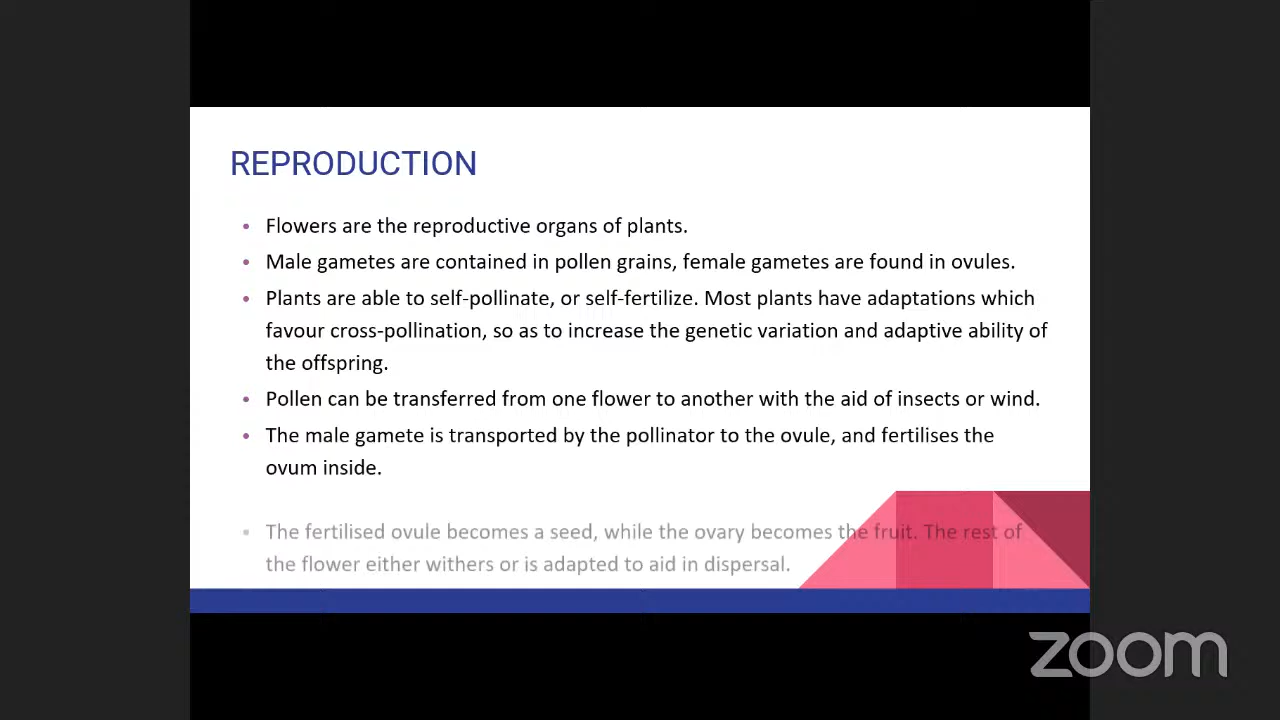 REPRODUCTION
• Flowers are the reproductive organs of plants.
• Male gametes are contained in pollen grains, female gametes are found in ovules.
• Plants are able to self-pollinate, or self-fertilize. Most plants have adaptations which
favour cross-pollination, so as to increase the genetic variation and adaptive ability of
the offspring.
• Pollen can be transferred from one flower to another with the aid of insects or wind.
• The male gamete is transported by the pollinator to the ovule, and fertilises the
ovum inside.
• The fertilised ovule becomes a seed, while the ovary becomes the fruit. The rest of
the flower either withers or is adapted to aid in dispersal.
zoom